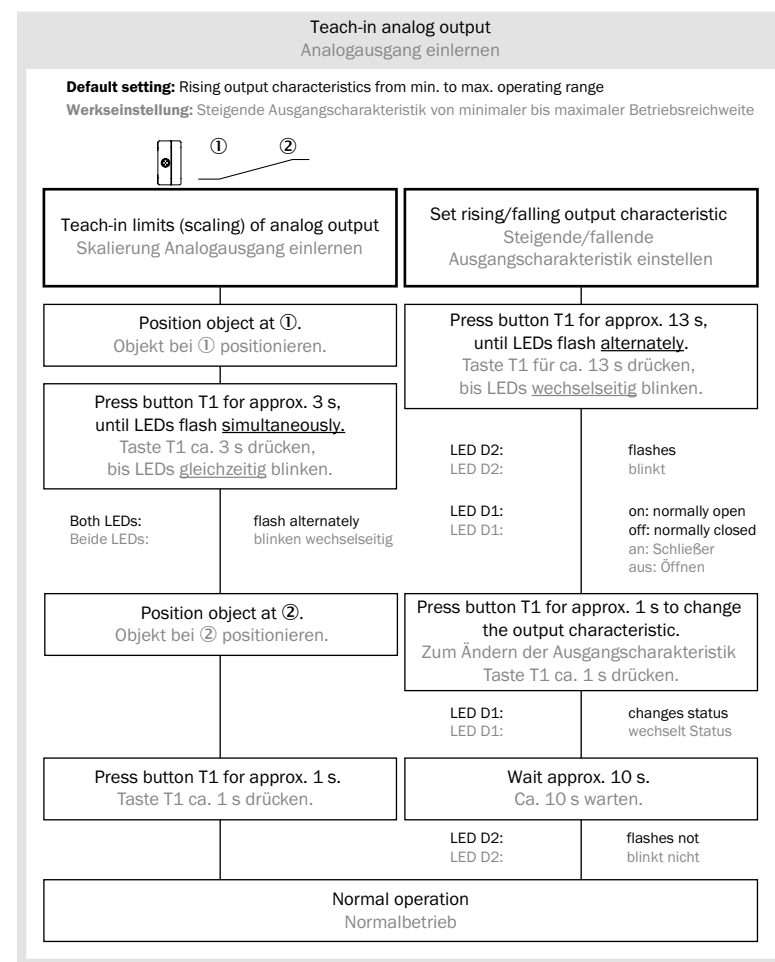 Teach-in analog output
Analogausgang einlernen
Default setting: Rising output characteristics from min. to max. operating range
Werkseinstellung: Steigende Ausgangscharakteristik von minimaler bis maximaler Betriebsreichweite
① ②
Teach-in limits (scaling) of analog output
Skalierung Analogausgang einlernen
Position object at ①.
Objekt bei ① positionieren.
Press button T1 for approx. 3 s,
until LEDs flash simultaneously.
Taste T1 ca. 3 s drücken,
bis LEDs gleichzeitig blinken.
Both LEDs: flash alternately
Beide LEDs: blinken wechselseitig
Position object at ②.
Objekt bei ② positionieren.
Press button T1 for approx. 1 s.
Taste T1 ca. 1 s drücken.
Set rising/falling output characteristic
Steigende/fallende
Ausgangscharakteristik einstellen
Press button T1 for approx. 13 s,
until LEDs flash alternately.
Taste T1 für ca. 13 s drücken,
bis LEDs wechselseitig blinken.
LED D2: flashes
LED D2: blinkt
LED D1: on: normally open
LED D1: off: normally closed
an: Schließer
aus: Öffnen
Press button T1 for approx. 1 s to change
the output characteristic.
Zum Ändern der Ausgangscharakteristik
Taste T1 ca. 1 s drücken.
LED D1: changes status
LED D1: wechselt Status
Wait approx. 10 s.
Ca. 10 s warten.
LED D2: flashes not
LED D2: blinkt nicht
Normal operation
Normalbetrieb